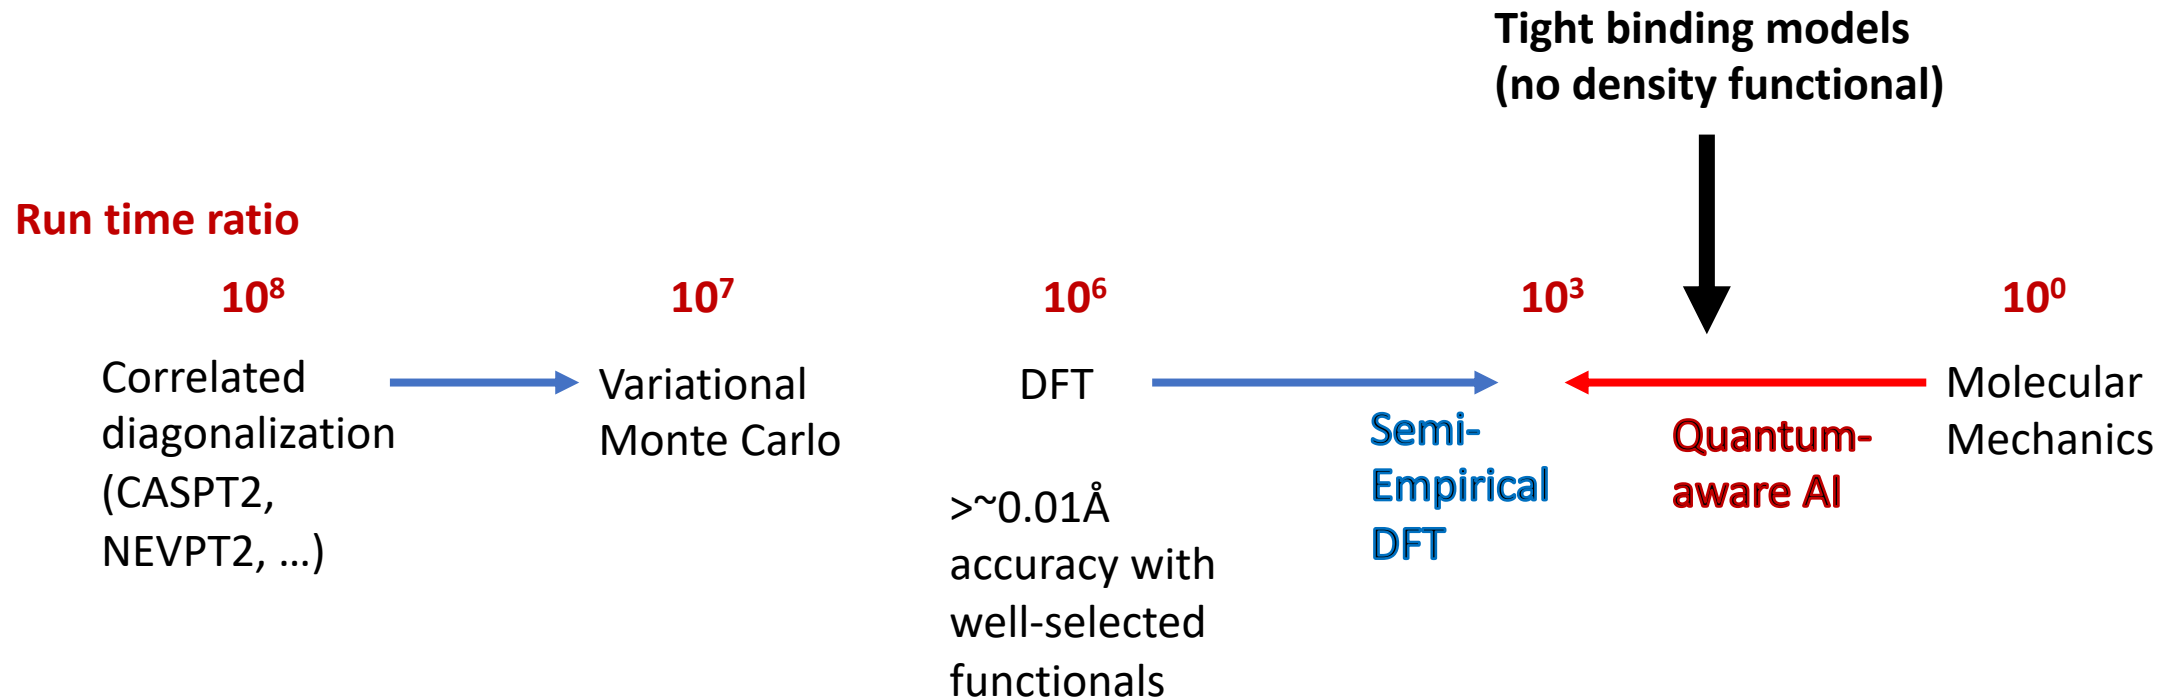 Tight binding models
(no density functional)
Run time ratio
10⁸
10⁷
10⁶
10³
10⁰
Correlated
diagonalization
(CASPT2,
NEVPT2, ...)
Variational
Monte Carlo
DFT
>~0.01Å
accuracy with
well-selected
functionals
Semi-
Empirical
DFT
Quantum-
aware AI
Molecular
Mechanics